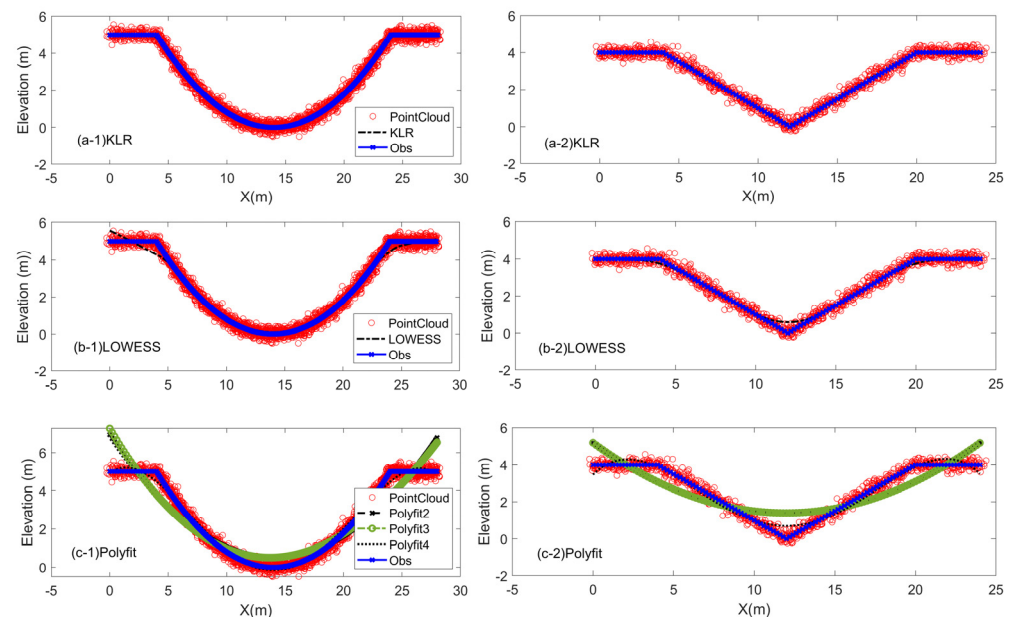 6
4
2
0
-2
Elevation (m)
(a-1)KLR
PointCloud
KLR
Obs
-5 0 5 10 15 20 25 30
X(m)
6
4
2
0
-2
Elevation (m)
(a-2)KLR
-5 0 5 10 15 20 25
X(m)
6
4
2
0
-2
Elevation (m))
(b-1)LOWESS
PointCloud
LOWESS
Obs
-5 0 5 10 15 20 25 30
6
4
2
0
-2
Elevation (m)
(b-2)LOWESS
-5 0 5 10 15 20 25
6
4
2
0
Elevation (m)
(c-1)Polyfit
PointCloud
Polyfit2
Polyfit3
Polyfit4
Obs
-5 0 5 10 15 20 25 30
X(m)
6
4
2
0
-2
Elevation (m)
(c-2)Polyfit
-5 0 5 10 15 20 25
X(m)